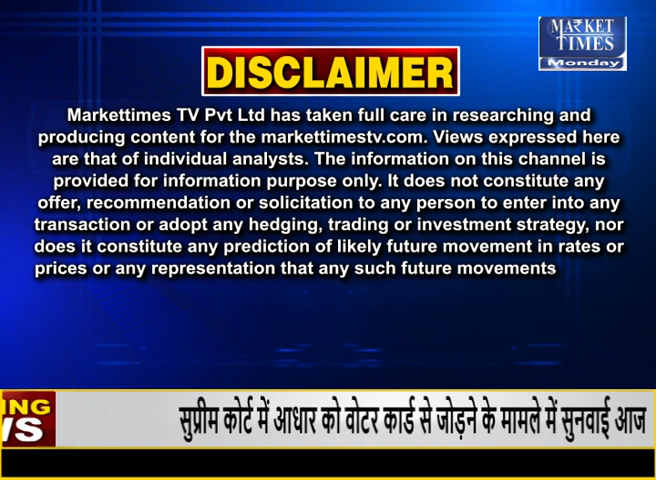 MARKET
TIMES
Monday
DISCLAIMER
Markettimes TV Pvt Ltd has taken full care in researching and
producing content for the markettimestv.com. Views expressed here
are that of individual analysts. The information on this channel is
provided for information purpose only. It does not constitute any
offer, recommendation or solicitation to any person to enter into any
transaction or adopt any hedging, trading or investment strategy, nor
does it constitute any prediction of likely future movement in rates or
prices or any representation that any such future movements
ING
WS
सुप्रीम कोर्ट में आधार को वोटर कार्ड से जोड़ने के मामले में सुनवाई आज